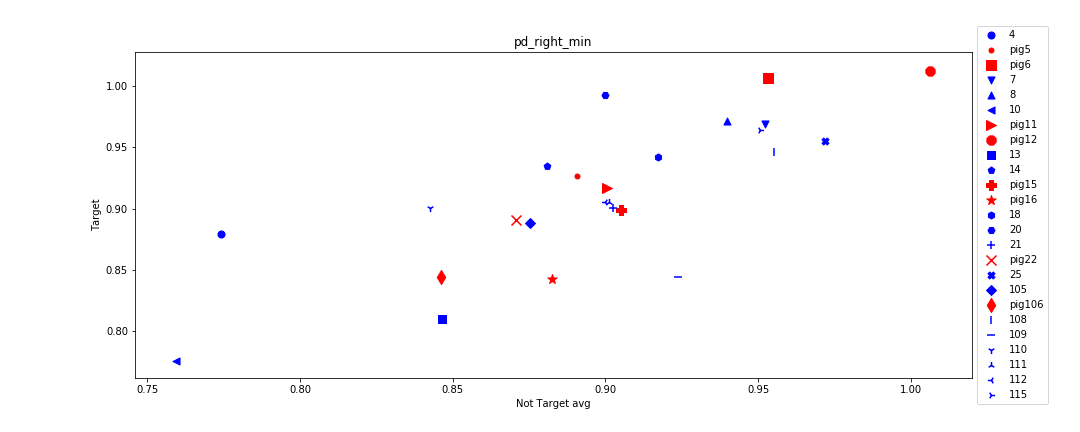 pd_right_min
Target
1.00
0.95
0.90
0.85
0.80
0.75
0.80
0.85
0.90
0.95
1.00
Not Target avg
4
pig5
pig6
7
8
10
pig11
pig12
13
14
pig15
pig16
18
20
21
pig22
25
105
pig106
108
109
110
111
112
115